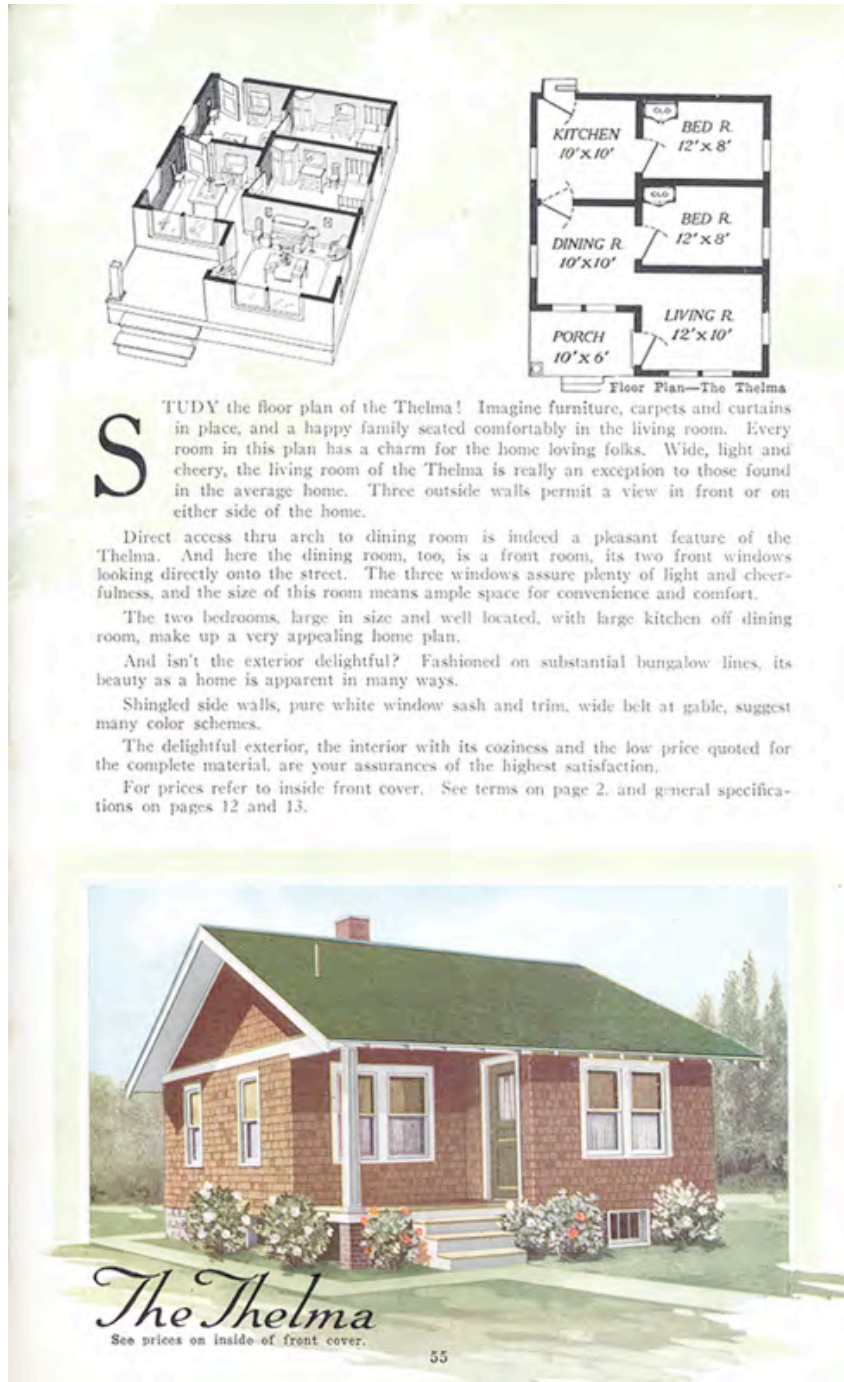 KITCHEN
10'x10'
CLO
BED R.
12'x8'
CLO
BED R.
12'x8'
DINING R.
10'x10'
LIVING R.
12'x10'
PORCH
10'x6'
Floor Plan—The Thelma
STUDY the floor plan of the Thelma! Imagine furniture, carpets and curtains
in place, and a happy family seated comfortably in the living room. Every
room in this plan has a charm for the home loving folks. Wide, light and
cheery, the living room of the Thelma is really an exception to those found
in the average home. Three outside walls permit a view in front or on
either side of the home.
Direct access thru arch to dining room is indeed a pleasant feature of the
Thelma. And here the dining room, too, is a front room, its two front windows
looking directly onto the street. The three windows assure plenty of light and cheer-
fulness, and the size of this room means ample space for convenience and comfort.
The two bedrooms, large in size and well located, with large kitchen off dining
room, make up a very appealing home plan.
And isn't the exterior delightful? Fashioned on substantial bungalow lines, its
beauty as a home is apparent in many ways.
Shingled side walls, pure white window sash and trim, wide belt at gable, suggest
many color schemes.
The delightful exterior, the interior with its coziness and the low price quoted for
the complete material, are your assurances of the highest satisfaction.
For prices refer to inside front cover. See terms on page 2, and general specifica-
tions on pages 12 and 13.
The Thelma
See prices on inside of front cover.
55